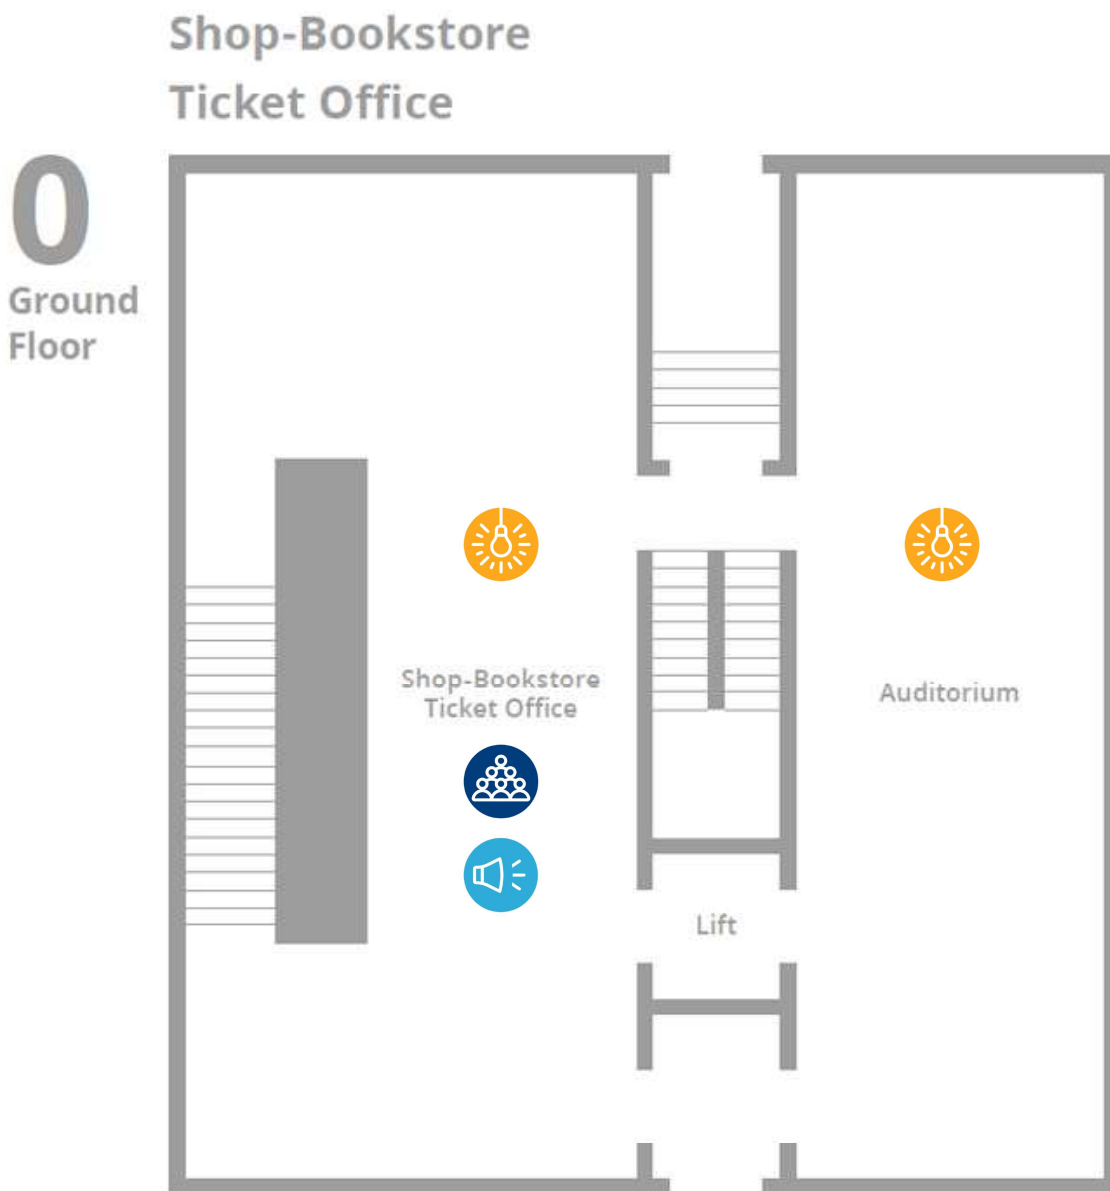 Shop-Bookstore
Ticket Office
0
Ground
Floor
Shop-Bookstore
Ticket Office
Auditorium
Lift